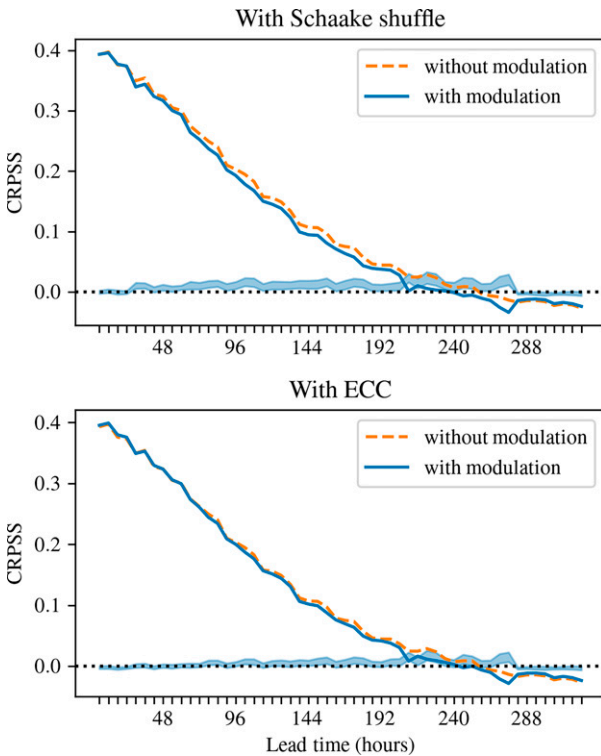 With Schaake shuffle
0.4
0.3
0.2
0.1
0.0
CRPSS
without modulation
with modulation
48 96 144 192 240 288
With ECC
0.4
0.3
0.2
0.1
0.0
CRPSS
without modulation
with modulation
48 96 144 192 240 288
Lead time (hours)